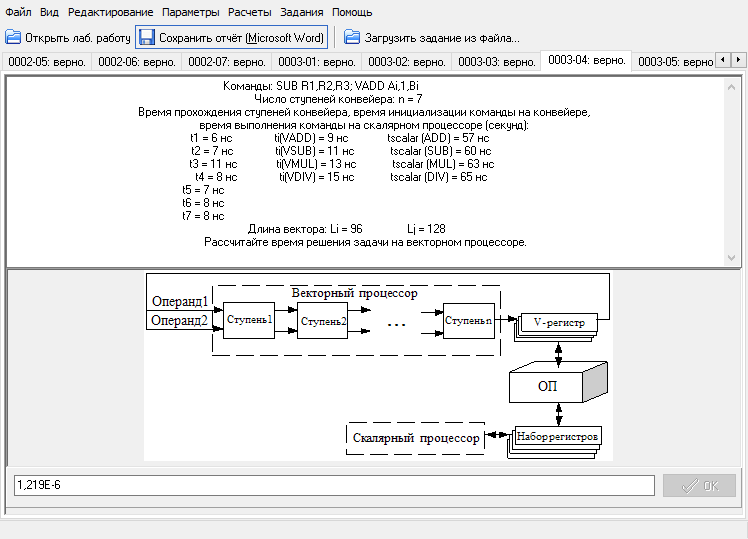 Файл Вид Редактирование Параметры Расчеты Задания Помощь
Открыть лаб. работу Сохранить отчёт (Microsoft Word) Загрузить задание из файла...
0002-05: верно. 0002-06: верно. 0002-07: верно. 0003-01: верно. 0003-02: верно. 0003-03: верно. 0003-04: верно. 0003-05: верно
Команды: SUB R1,R2,R3; VADD Ai,1,Bi
Число ступеней конвейера: n = 7
Время прохождения ступеней конвейера, время инициализации команды на конвейере,
время выполнения команды на скалярном процессоре (секунд):
t1 = 6 нс ti(VADD) = 9 нс tscalar (ADD) = 57 нс
t2 = 7 нс ti(VSUB) = 11 нс tscalar (SUB) = 60 нс
t3 = 11 нс ti(VMUL) = 13 нс tscalar (MUL) = 63 нс
t4 = 8 нс ti(VDIV) = 15 нс tscalar (DIV) = 65 нс
t5 = 7 нс
t6 = 8 нс
t7 = 8 нс
Длина вектора: Li = 96 Lj = 128
Рассчитайте время решения задачи на векторном процессоре.
Векторный процессор
Операнд1
Операнд2
Ступень1 Ступень2 ... Ступеньn V-регистр
ОП
Скалярный процессор Наборрегистров
1,219E-6 OK